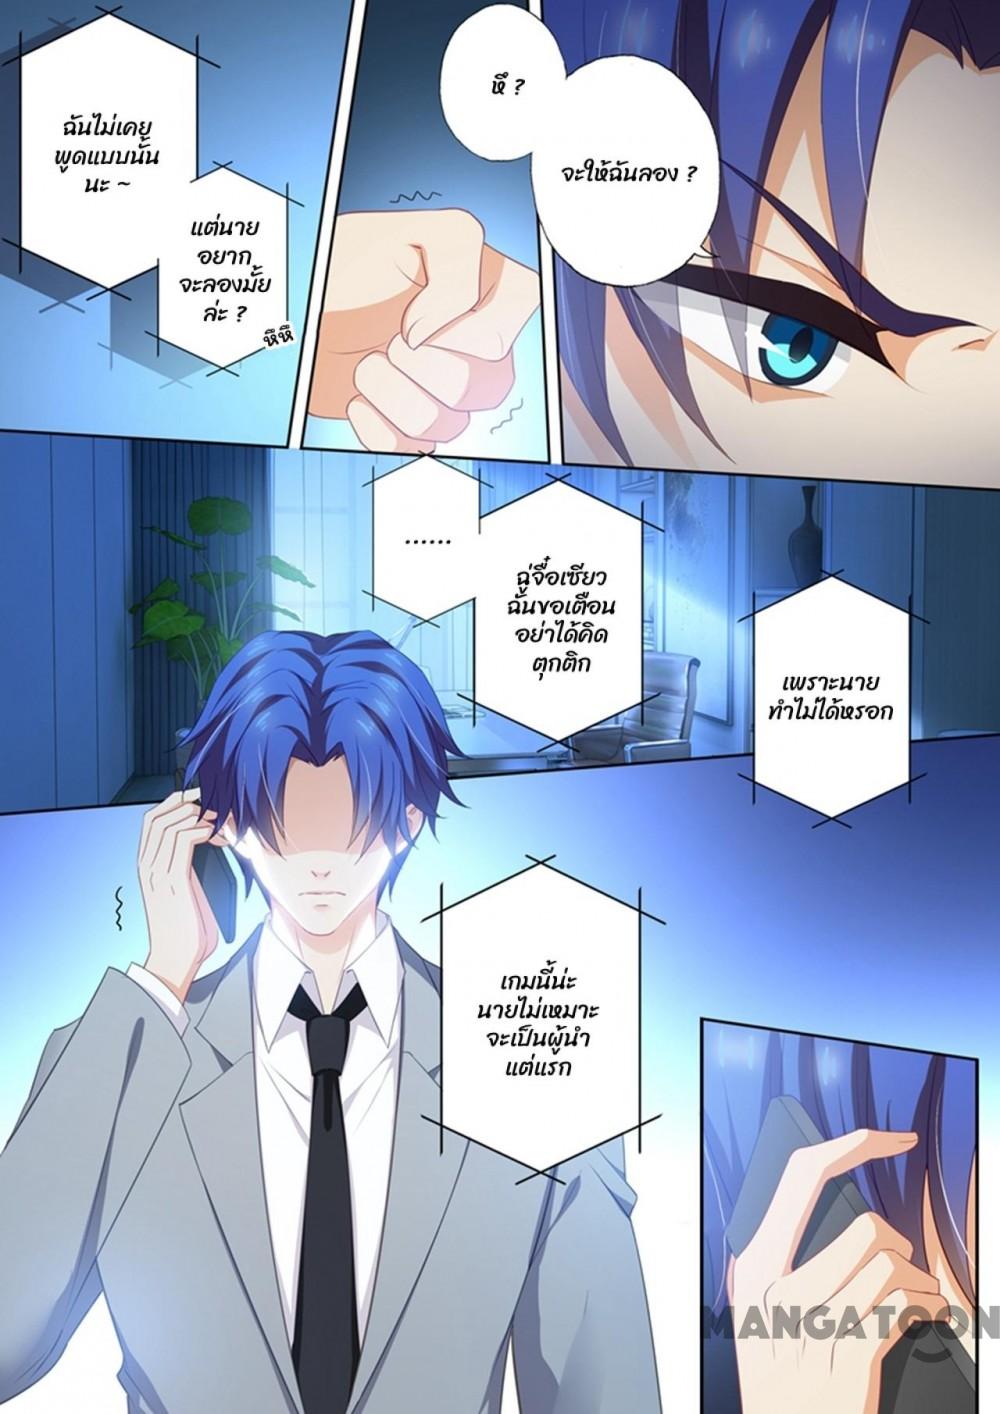 ฉันไม่เคย
พูดแบบนั้น
นะ ~
แต่นาย
อยาก
จะลองมั้ย
ล่ะ ?
หึหึ
หึ ?
จะให้ฉันลอง ?
......
ฉู่จื่อเซียว
ฉันขอเตือน
อย่าได้คิด
ตุกติก
เพราะนาย
ทำไม่ได้หรอก
เกมนี้น่ะ
นายไม่เหมาะ
จะเป็นผู้นำ
แต่แรก
MANGATOON